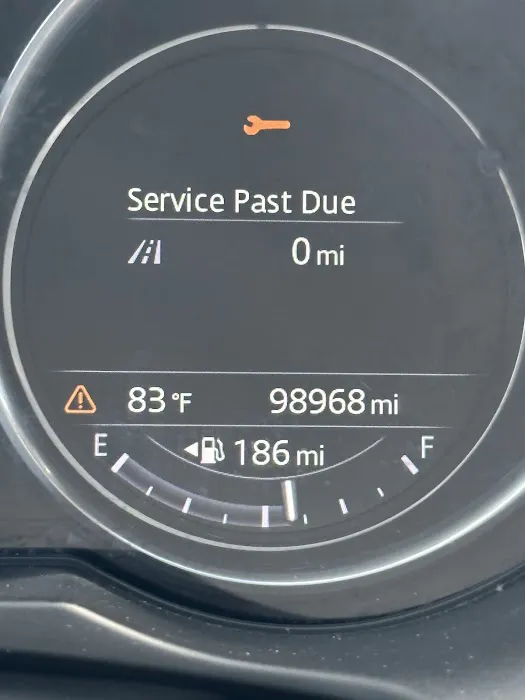 Service Past Due
0 mi
83 °F 98968 mi
E 186 mi F